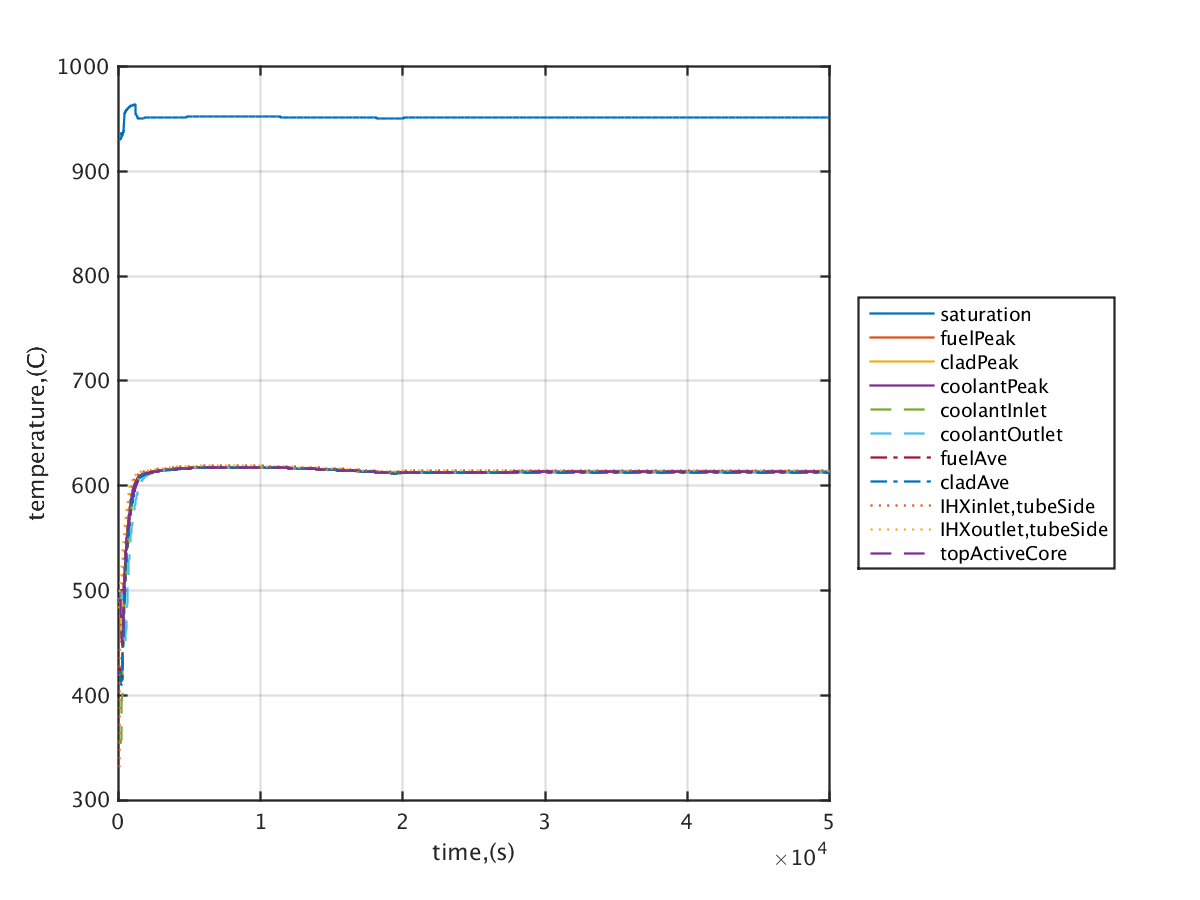 1000
900
800
700
600
500
400
300
temperature,(C)
0
1
2
3
4
5
×10^4
time,(s)
saturation
fuelPeak
cladPeak
coolantPeak
coolantInlet
coolantOutlet
fuelAve
cladAve
IHXinlet,tubeSide
IHXoutlet,tubeSide
topActiveCore